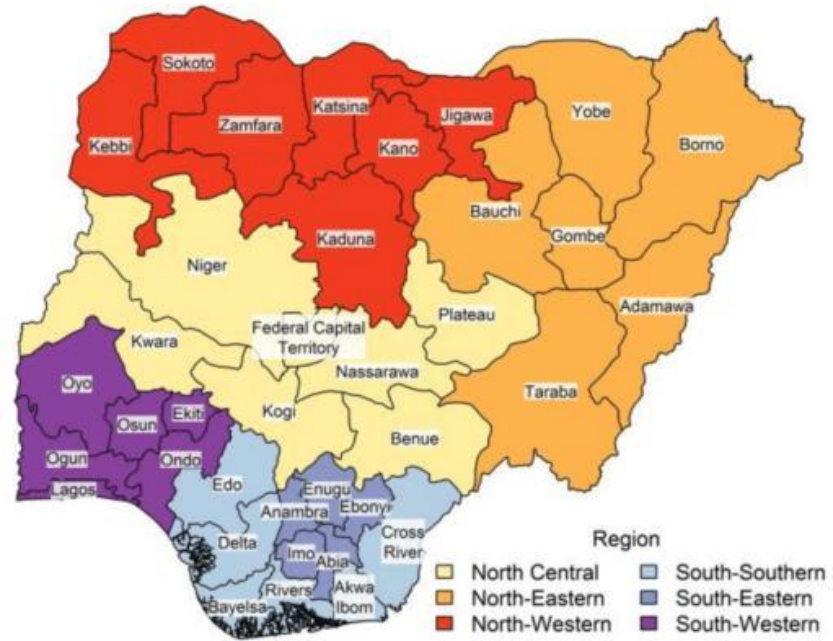 Sokoto
Katsina
Zamfara
Jigawa
Yobe
Kebbi
Kano
Borno
Bauchi
Gombe
Kaduna
Niger
Adamawa
Plateau
Federal Capital
Territory
Kwara
Nassarawa
Oyo
Taraba
Kogi
Ekiti
Osun
Benue
Ogun
Ondo
Lagos
Edo
Enugu
Ebonyi
Anambra
Cross
River
Delta
Imo
Abia
Rivers
Akwa
Ibom
Bayelsa
Region
North Central
North-Eastern
North-Western
South-Southern
South-Eastern
South-Western